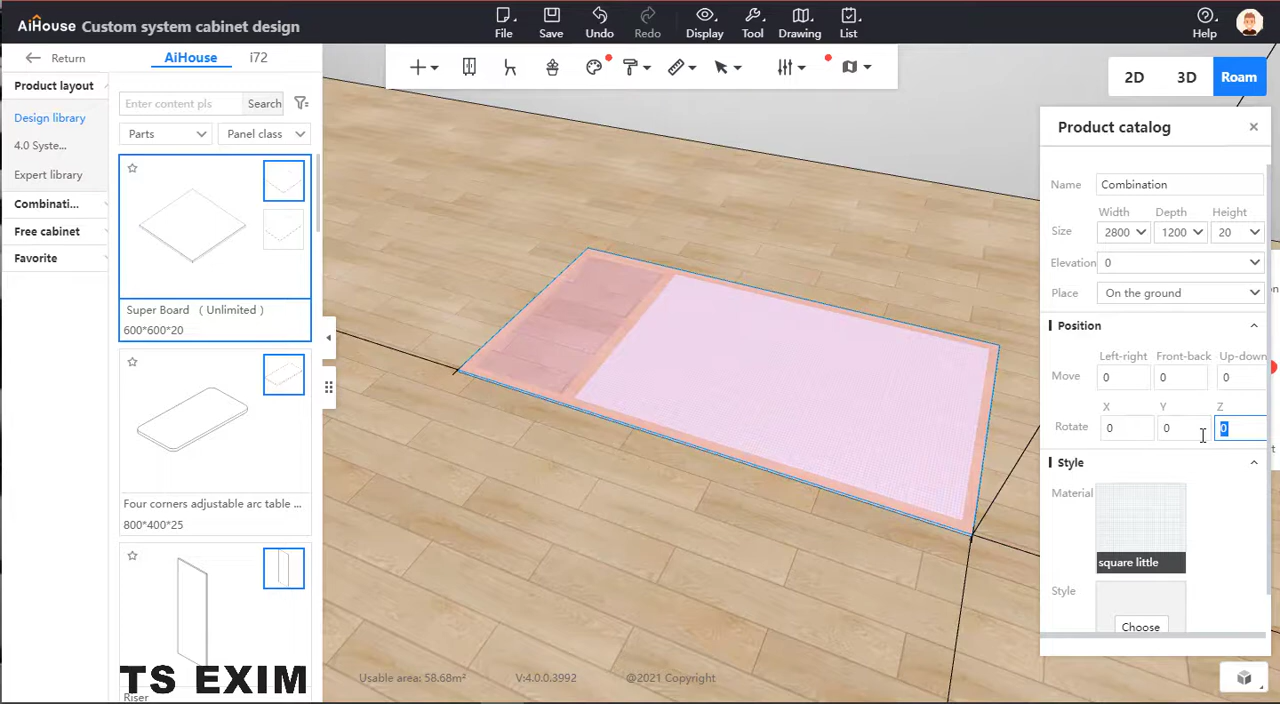 AiHouse Custom system cabinet design
File
Save
Undo
Redo
Display
Tool
Drawing
List
Help
Return
AiHouse
i72
2D
3D
Roam
Product layout
Design library
4.0 Syste...
Expert library
Combinati...
Free cabinet
Favorite
Enter content pls
Search
Parts
Panel class
Super Board （ Unlimited ）
600*600*20
Four corners adjustable arc table ...
800*400*25
Riser
TS EXIM
Usable area: 58.68m²
V:4.0.0.3992
@2021 Copyright
Product catalog
Name
Combination
Width
Depth
Height
Size
2800
1200
20
Elevation
0
Place
On the ground
Position
Left-right
Front-back
Up-down
Move
0
0
0
X
Y
Z
Rotate
0
0
0
Style
Material
square little
Style
Choose